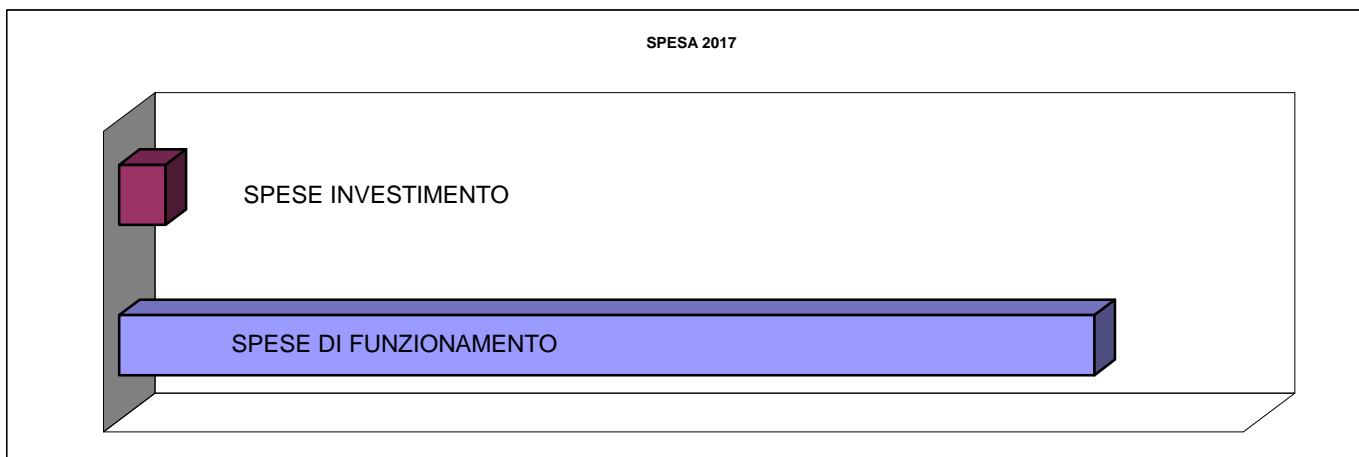 SPESA 2017
SPESE INVESTIMENTO
SPESE DI FUNZIONAMENTO